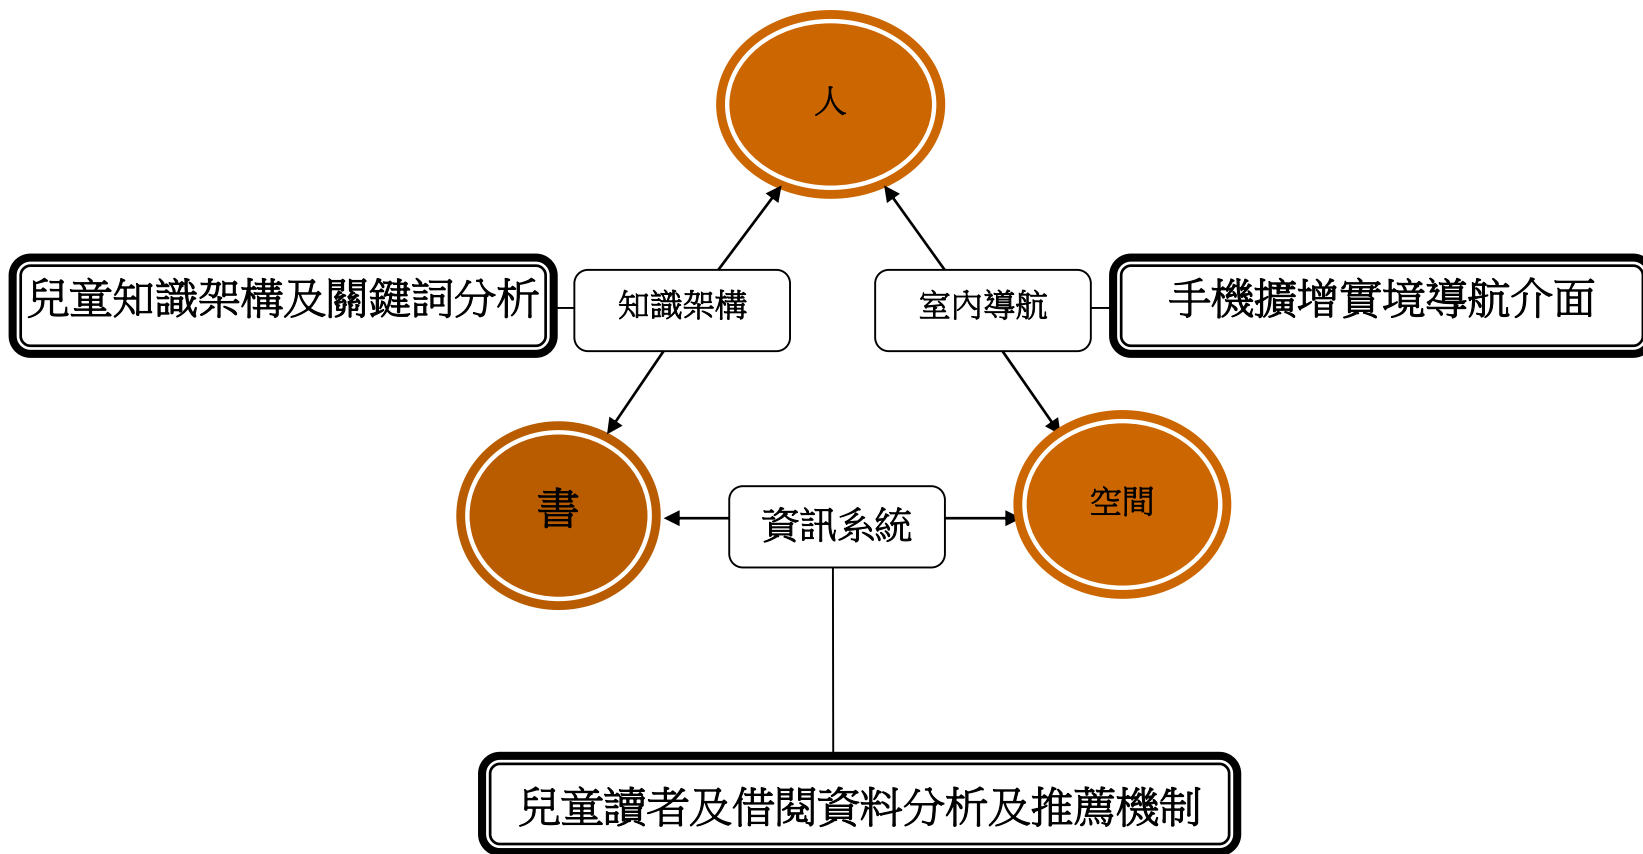 人
兒童知識架構及關鍵詞分析
知識架構
室內導航
手機擴增實境導航介面
書
資訊系統
空間
兒童讀者及借閱資料分析及推薦機制